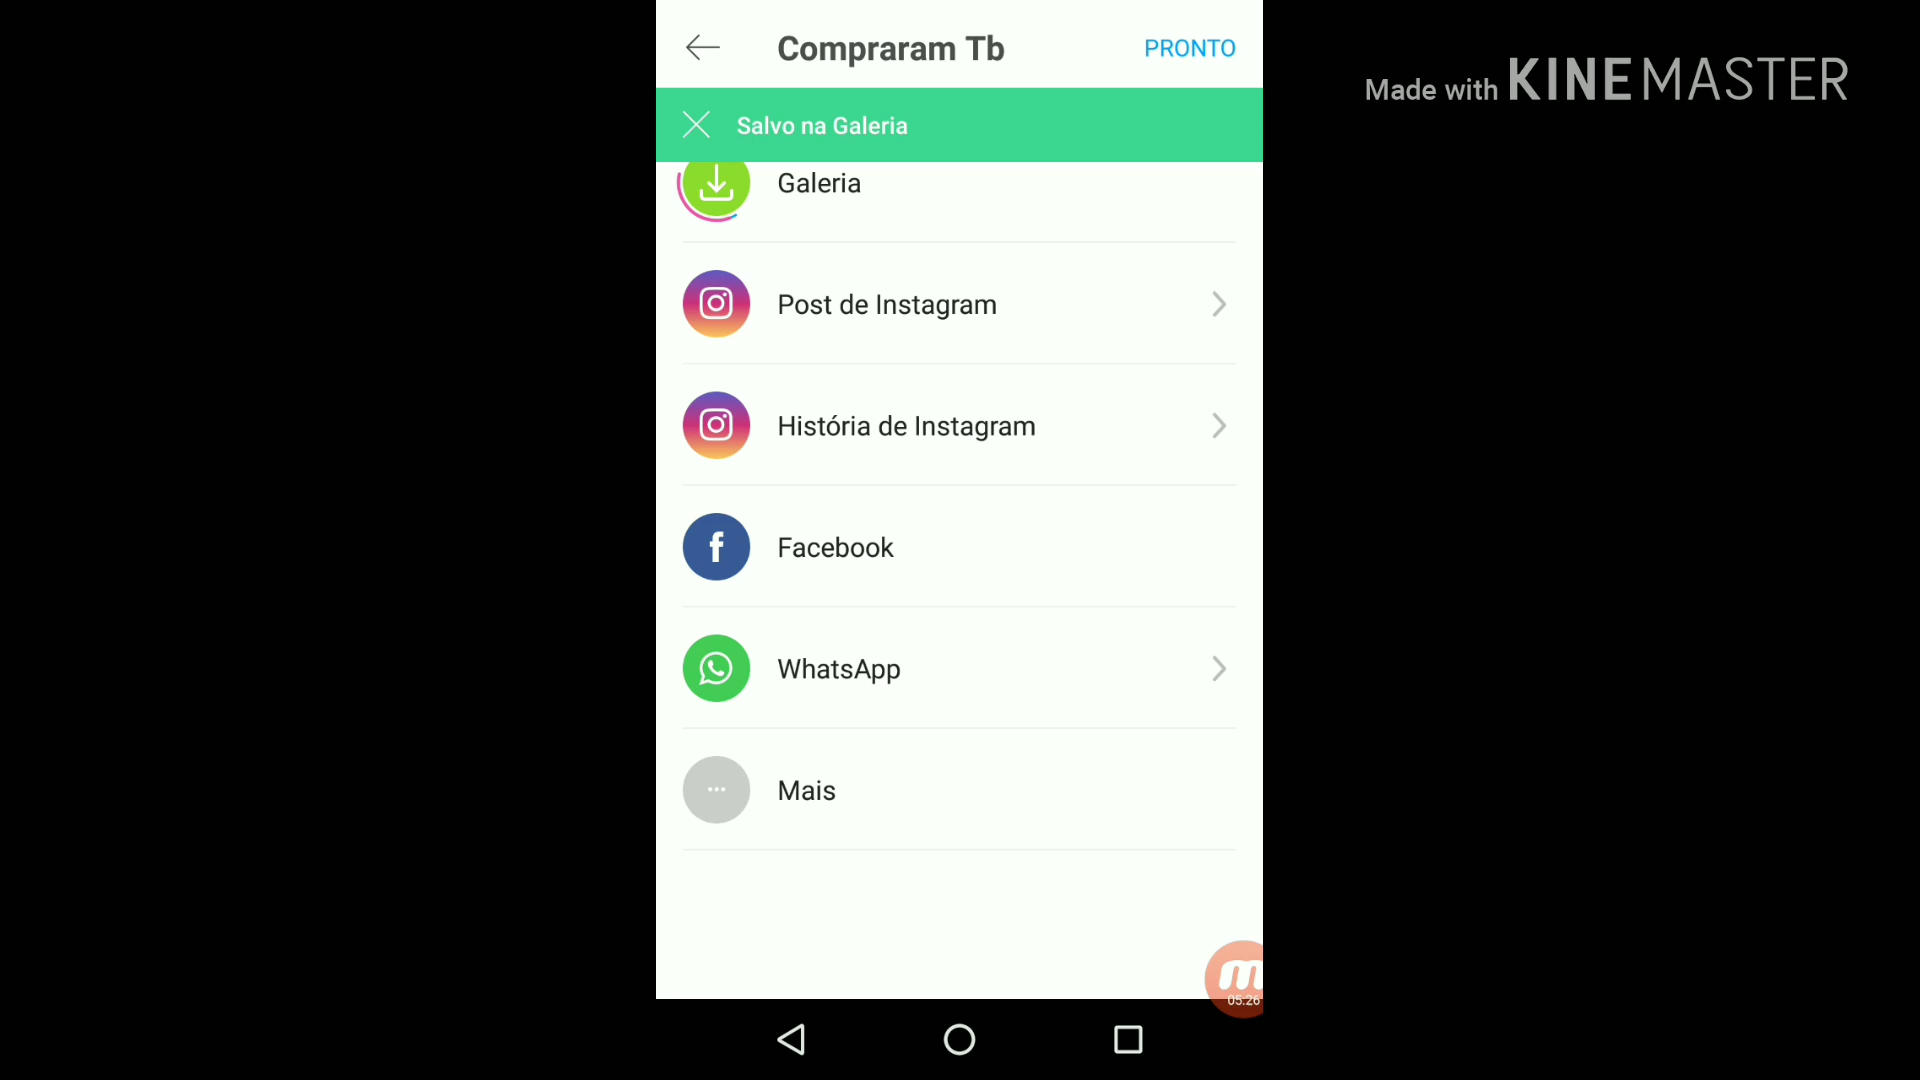 Compraram Tb
PRONTO
Made with KINEMASTER
Salvo na Galeria
Galeria
Post de Instagram
História de Instagram
Facebook
WhatsApp
Mais
05:26